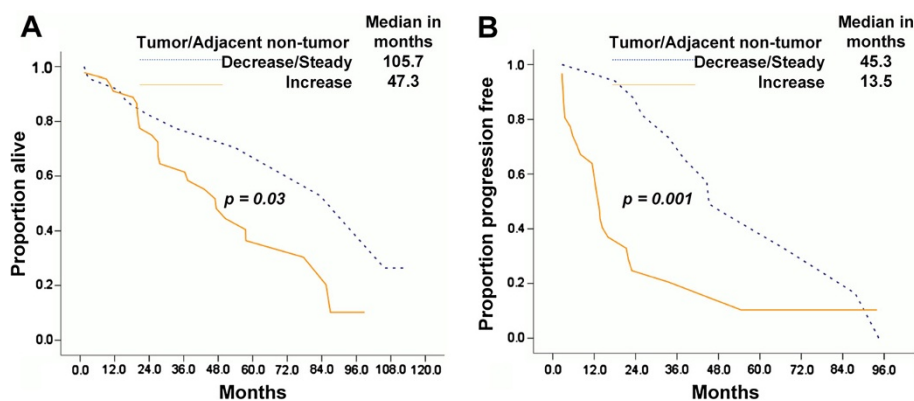 A
Median in
months
Tumor/Adjacent non-tumor
Decrease/Steady 105.7
Increase 47.3
Proportion alive
1.0
0.8
0.6
0.4
0.2
0.0
p = 0.03
0.0 12.0 24.0 36.0 48.0 60.0 72.0 84.0 96.0 108.0 120.0
Months
B
Median in
months
Tumor/Adjacent non-tumor
Decrease/Steady 45.3
Increase 13.5
Proportion progression free
1.0
0.8
0.6
0.4
0.2
0.0
p = 0.001
0.0 12.0 24.0 36.0 48.0 60.0 72.0 84.0 96.0
Months